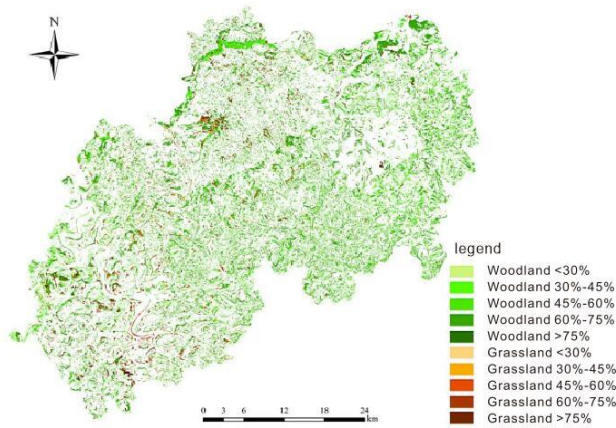 N
legend
Woodland <30%
Woodland 30%-45%
Woodland 45%-60%
Woodland 60%-75%
Woodland >75%
Grassland <30%
Grassland 30%-45%
Grassland 45%-60%
Grassland 60%-75%
Grassland >75%
0 3 6 12 18 24
km